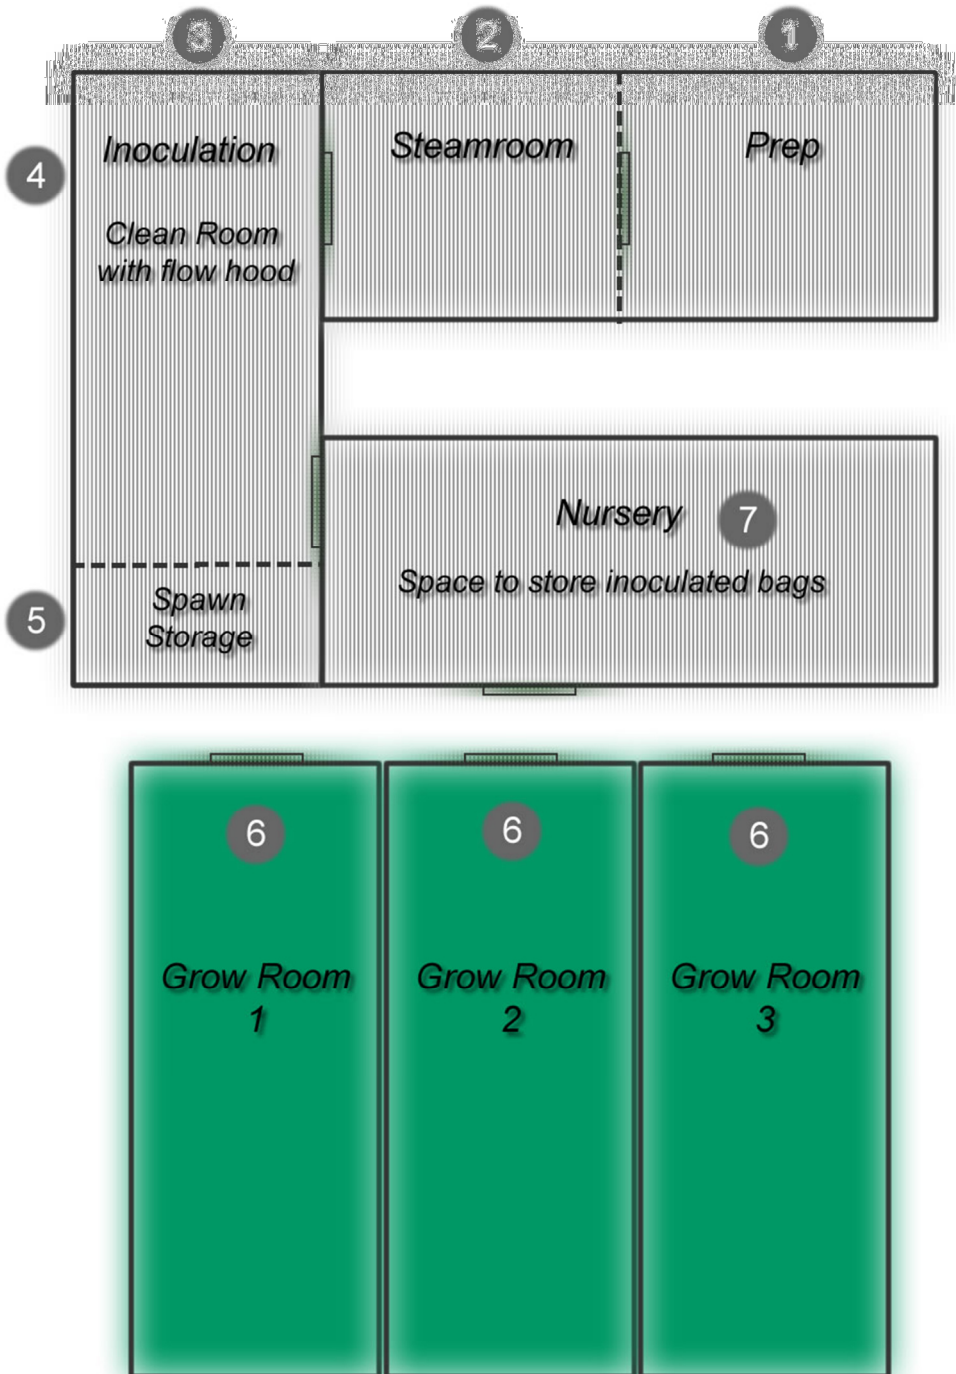 3 2 1
Inoculation
Steamroom
Prep
4
Clean Room
with flow hood
Nursery
7
Space to store inoculated bags
Spawn
Storage
5
6 6 6
Grow Room
1
Grow Room
2
Grow Room
3